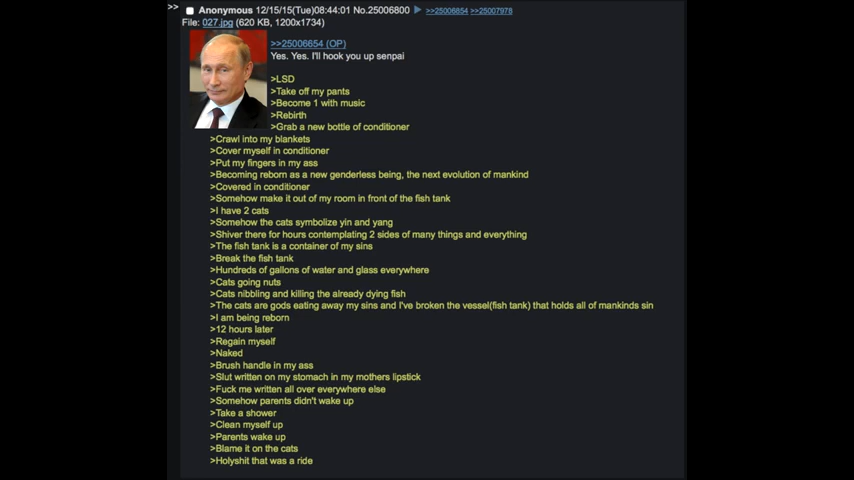 >> Anonymous 12/15/15(Tue)08:44:01 No.25006800 ▶ >>25006854 >>25007978
File: 027.jpg (620 KB, 1200x1734)
>>25006654 (OP)
Yes. Yes. I'll hook you up senpai
>LSD
>Take off my pants
>Become 1 with music
>Rebirth
>Grab a new bottle of conditioner
>Crawl into my blankets
>Cover myself in conditioner
>Put my fingers in my ass
>Becoming reborn as a new genderless being, the next evolution of mankind
>Covered in conditioner
>Somehow make it out of my room in front of the fish tank
>I have 2 cats
>Somehow the cats symbolize yin and yang
>Shiver there for hours contemplating 2 sides of many things and everything
>The fish tank is a container of my sins
>Break the fish tank
>Hundreds of gallons of water and glass everywhere
>Cats going nuts
>Cats nibbling and killing the already dying fish
>The cats are gods eating away my sins and I've broken the vessel(fish tank) that holds all of mankinds sin
>I am being reborn
>12 hours later
>Regain myself
>Naked
>Brush handle in my ass
>Slut written on my stomach in my mothers lipstick
>Fuck me written all over everywhere else
>Somehow parents didn't wake up
>Take a shower
>Clean myself up
>Parents wake up
>Blame it on the cats
>Holyshit that was a ride